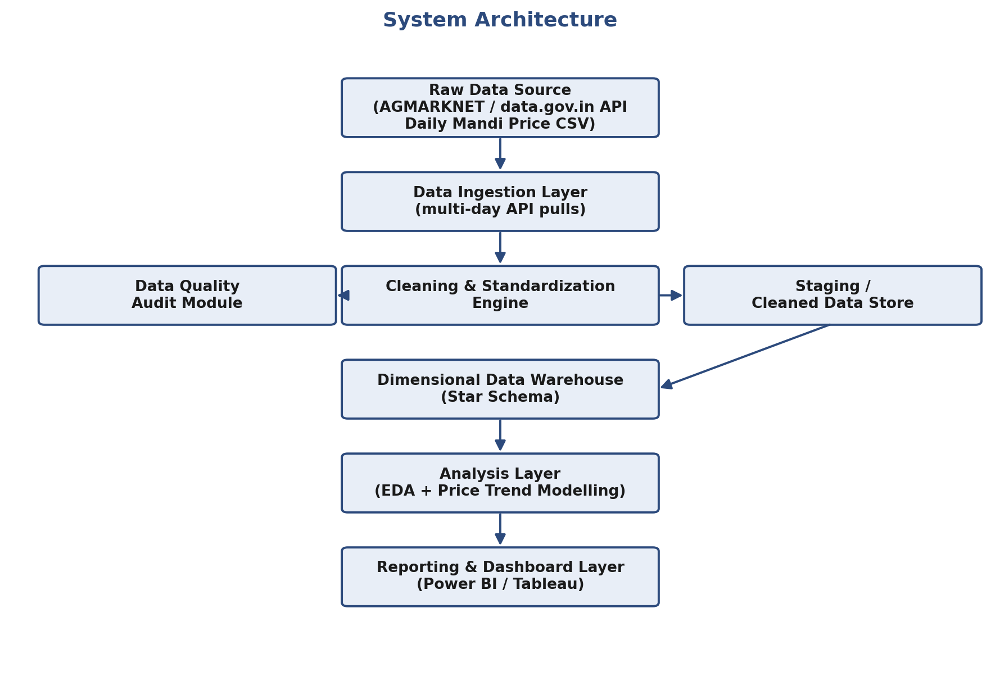 System Architecture
Raw Data Source
(AGMARKNET / data.gov.in API
Daily Mandi Price CSV)
Data Ingestion Layer
(multi-day API pulls)
Data Quality
Audit Module
Cleaning & Standardization
Engine
Staging /
Cleaned Data Store
Dimensional Data Warehouse
(Star Schema)
Analysis Layer
(EDA + Price Trend Modelling)
Reporting & Dashboard Layer
(Power BI / Tableau)